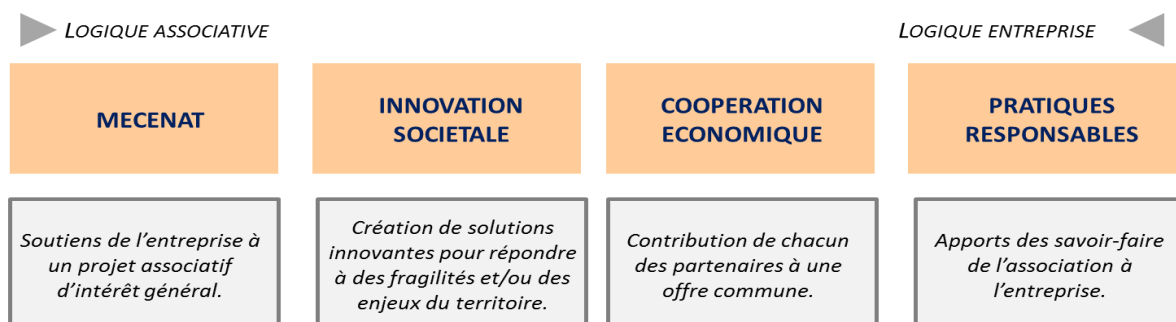 LOGIQUE ASSOCIATIVE
LOGIQUE ENTREPRISE
MECENAT
INNOVATION
SOCIETALE
COOPERATION
ECONOMIQUE
PRATIQUES
RESPONSABLES
Soutiens de l'entreprise à
un projet associatif
d'intérêt général.
Création de solutions
innovantes pour répondre
à des fragilités et/ou des
enjeux du territoire.
Contribution de chacun
des partenaires à une
offre commune.
Apports des savoir-faire
de l'association à
l'entreprise.